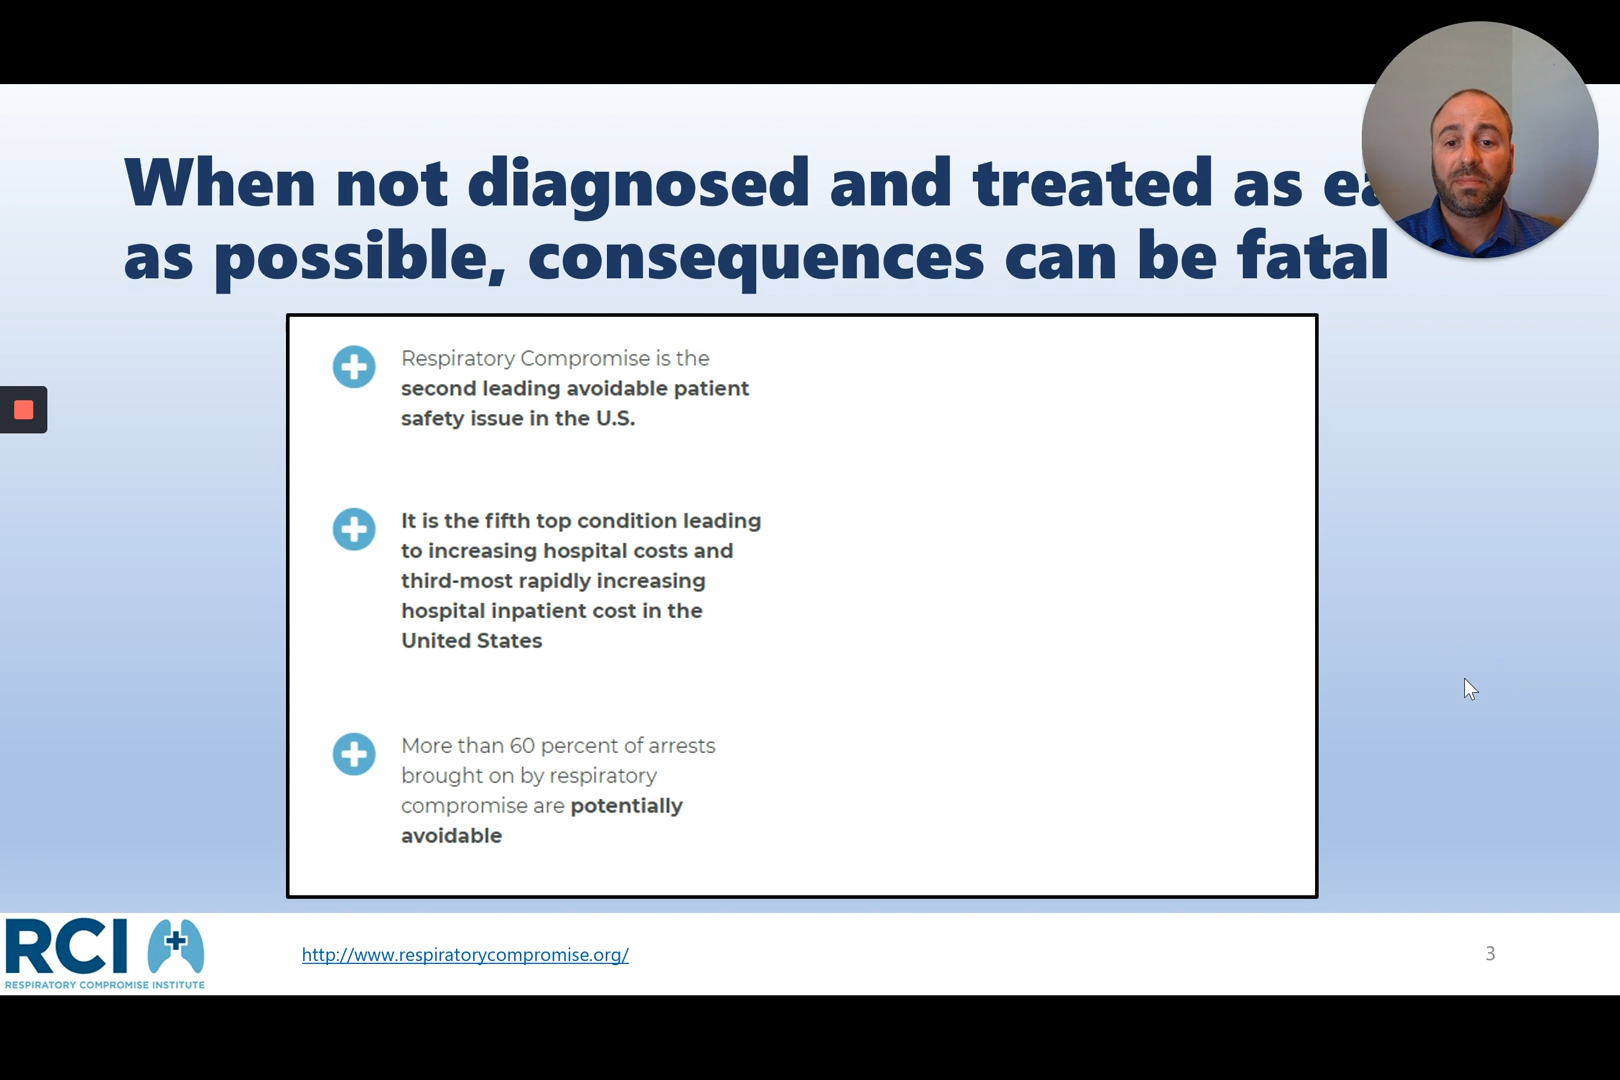 When not diagnosed and treated as
as possible, consequences can be fatal
Respiratory Compromise is the
second leading avoidable patient
safety issue in the U.S.
It is the fifth top condition leading
to increasing hospital costs and
third-most rapidly increasing
hospital inpatient cost in the
United States
More than 60 percent of arrests
brought on by respiratory
compromise are potentially
avoidable
RCI
RESPIRATORY COMPROMISE INSTITUTE
http://www.respiratorycompromise.org/
3